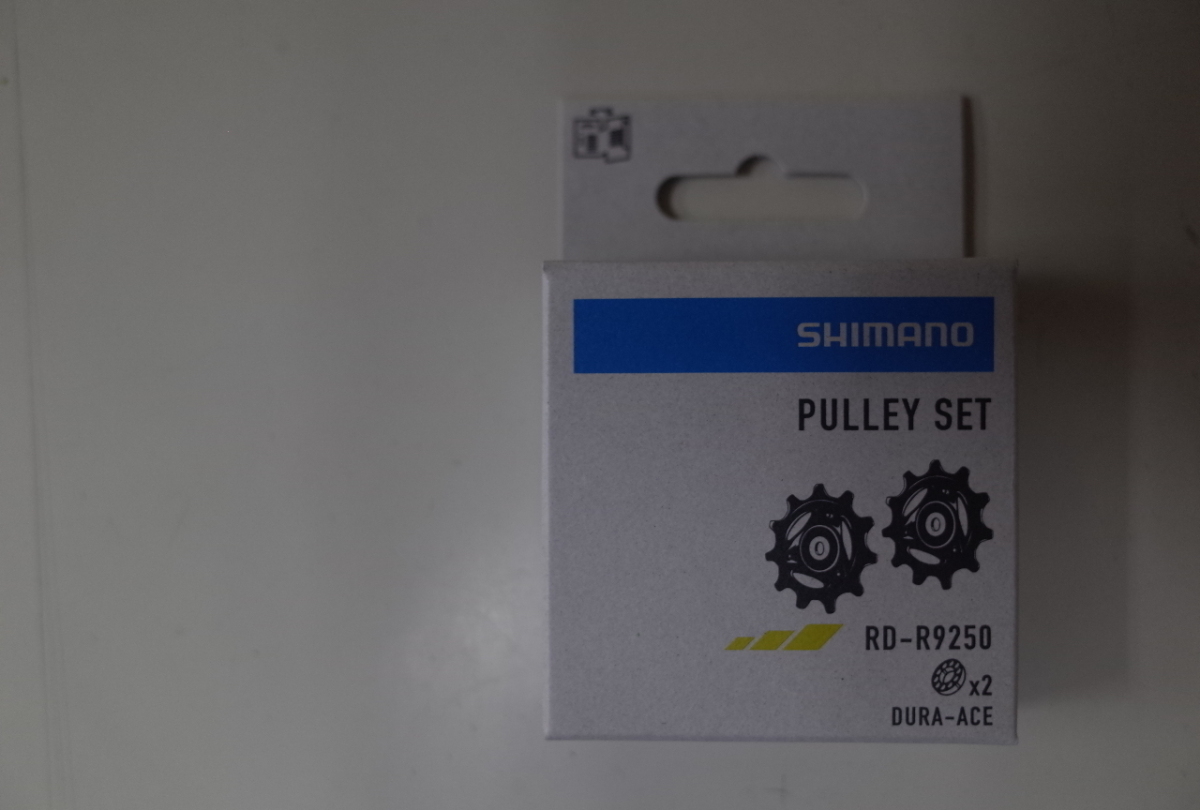 SHIMANO
PULLEY SET
RD-R9250
x2
DURA-ACE